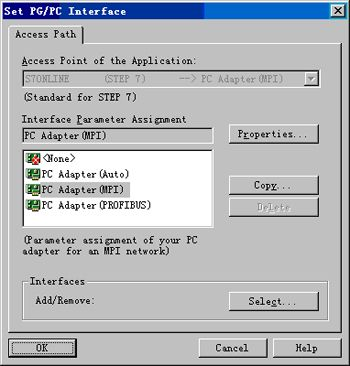 Set PG/PC Interface
Access Path
Access Point of the Application:
S7ONLINE (STEP 7) --> PC Adapter(MPI)
(Standard for STEP 7)
Interface Parameter Assignment
PC Adapter(MPI)
Properties...
<None>
PC Adapter(Auto)
PC Adapter(MPI)
PC Adapter(PROFIBUS)
Copy...
Delete
(Parameter assignment of your PC
adapter for an MPI network)
Interfaces
Add/Remove:
Select...
OK
Cancel
Help